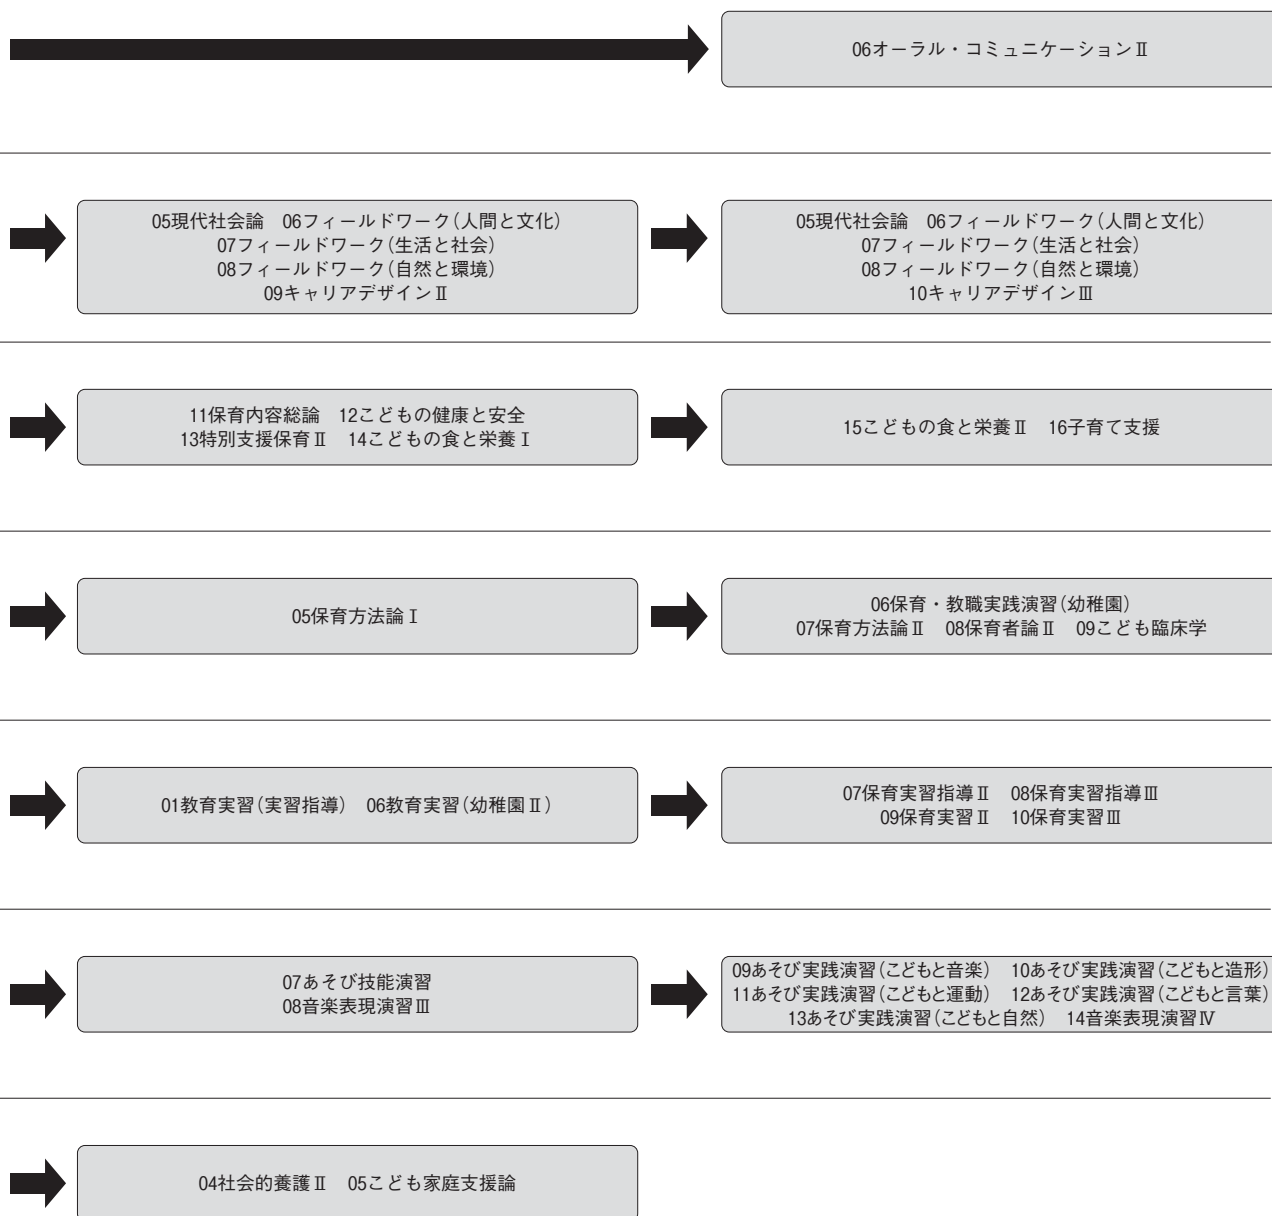 06オーラル・コミュニケーションⅡ
05現代社会論　06フィールドワーク(人間と文化)
07フィールドワーク(生活と社会)
08フィールドワーク(自然と環境)
09キャリアデザインⅡ
05現代社会論　06フィールドワーク(人間と文化)
07フィールドワーク(生活と社会)
08フィールドワーク(自然と環境)
10キャリアデザインⅢ
11保育内容総論　12こどもの健康と安全
13特別支援保育Ⅱ　14こどもの食と栄養Ⅰ
15こどもの食と栄養Ⅱ　16子育て支援
05保育方法論Ⅰ
06保育・教職実践演習(幼稚園)
07保育方法論Ⅱ　08保育者論Ⅱ　09こども臨床学
01教育実習(実習指導)　06教育実習(幼稚園Ⅱ)
07保育実習指導Ⅱ　08保育実習指導Ⅲ
09保育実習Ⅱ　10保育実習Ⅲ
07あそび技能演習
08音楽表現演習Ⅲ
09あそび実践演習(こどもと音楽)　10あそび実践演習(こどもと造形)
11あそび実践演習(こどもと運動)　12あそび実践演習(こどもと言葉)
13あそび実践演習(こどもと自然)　14音楽表現演習Ⅳ
04社会的養護Ⅱ　05こども家庭支援論